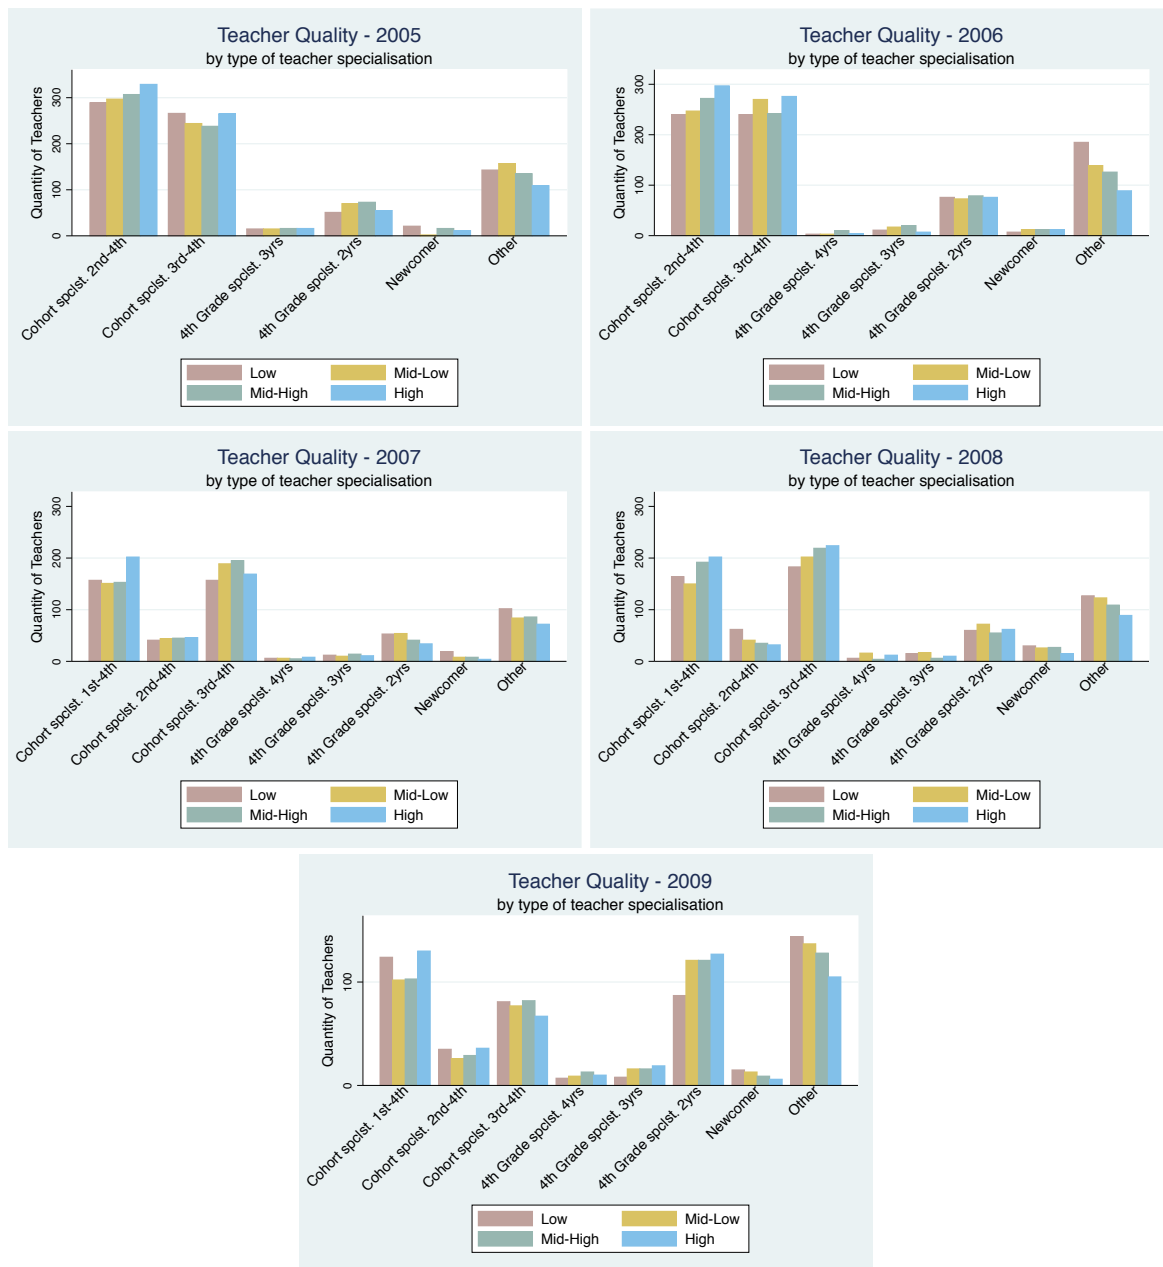 Teacher Quality - 2005
by type of teacher specialisation
Quantity of Teachers
300
200
100
0
Cohort spclst. 2nd-4th
Cohort spclst. 3rd-4th
4th Grade spclst. 3yrs
4th Grade spclst. 2yrs
Newcomer
Other
Low
Mid-Low
Mid-High
High
Teacher Quality - 2006
by type of teacher specialisation
Quantity of Teachers
300
200
100
0
Cohort spclst. 2nd-4th
Cohort spclst. 3rd-4th
4th Grade spclst. 4yrs
4th Grade spclst. 3yrs
4th Grade spclst. 2yrs
Newcomer
Other
Low
Mid-Low
Mid-High
High
Teacher Quality - 2007
by type of teacher specialisation
Quantity of Teachers
300
200
100
0
Cohort spclst. 1st-4th
Cohort spclst. 2nd-4th
Cohort spclst. 3rd-4th
4th Grade spclst. 4yrs
4th Grade spclst. 3yrs
4th Grade spclst. 2yrs
Newcomer
Other
Low
Mid-Low
Mid-High
High
Teacher Quality - 2008
by type of teacher specialisation
Quantity of Teachers
300
200
100
0
Cohort spclst. 1st-4th
Cohort spclst. 2nd-4th
Cohort spclst. 3rd-4th
4th Grade spclst. 4yrs
4th Grade spclst. 3yrs
4th Grade spclst. 2yrs
Newcomer
Other
Low
Mid-Low
Mid-High
High
Teacher Quality - 2009
by type of teacher specialisation
Quantity of Teachers
100
0
Cohort spclst. 1st-4th
Cohort spclst. 2nd-4th
Cohort spclst. 3rd-4th
4th Grade spclst. 4yrs
4th Grade spclst. 3yrs
4th Grade spclst. 2yrs
Newcomer
Other
Low
Mid-Low
Mid-High
High